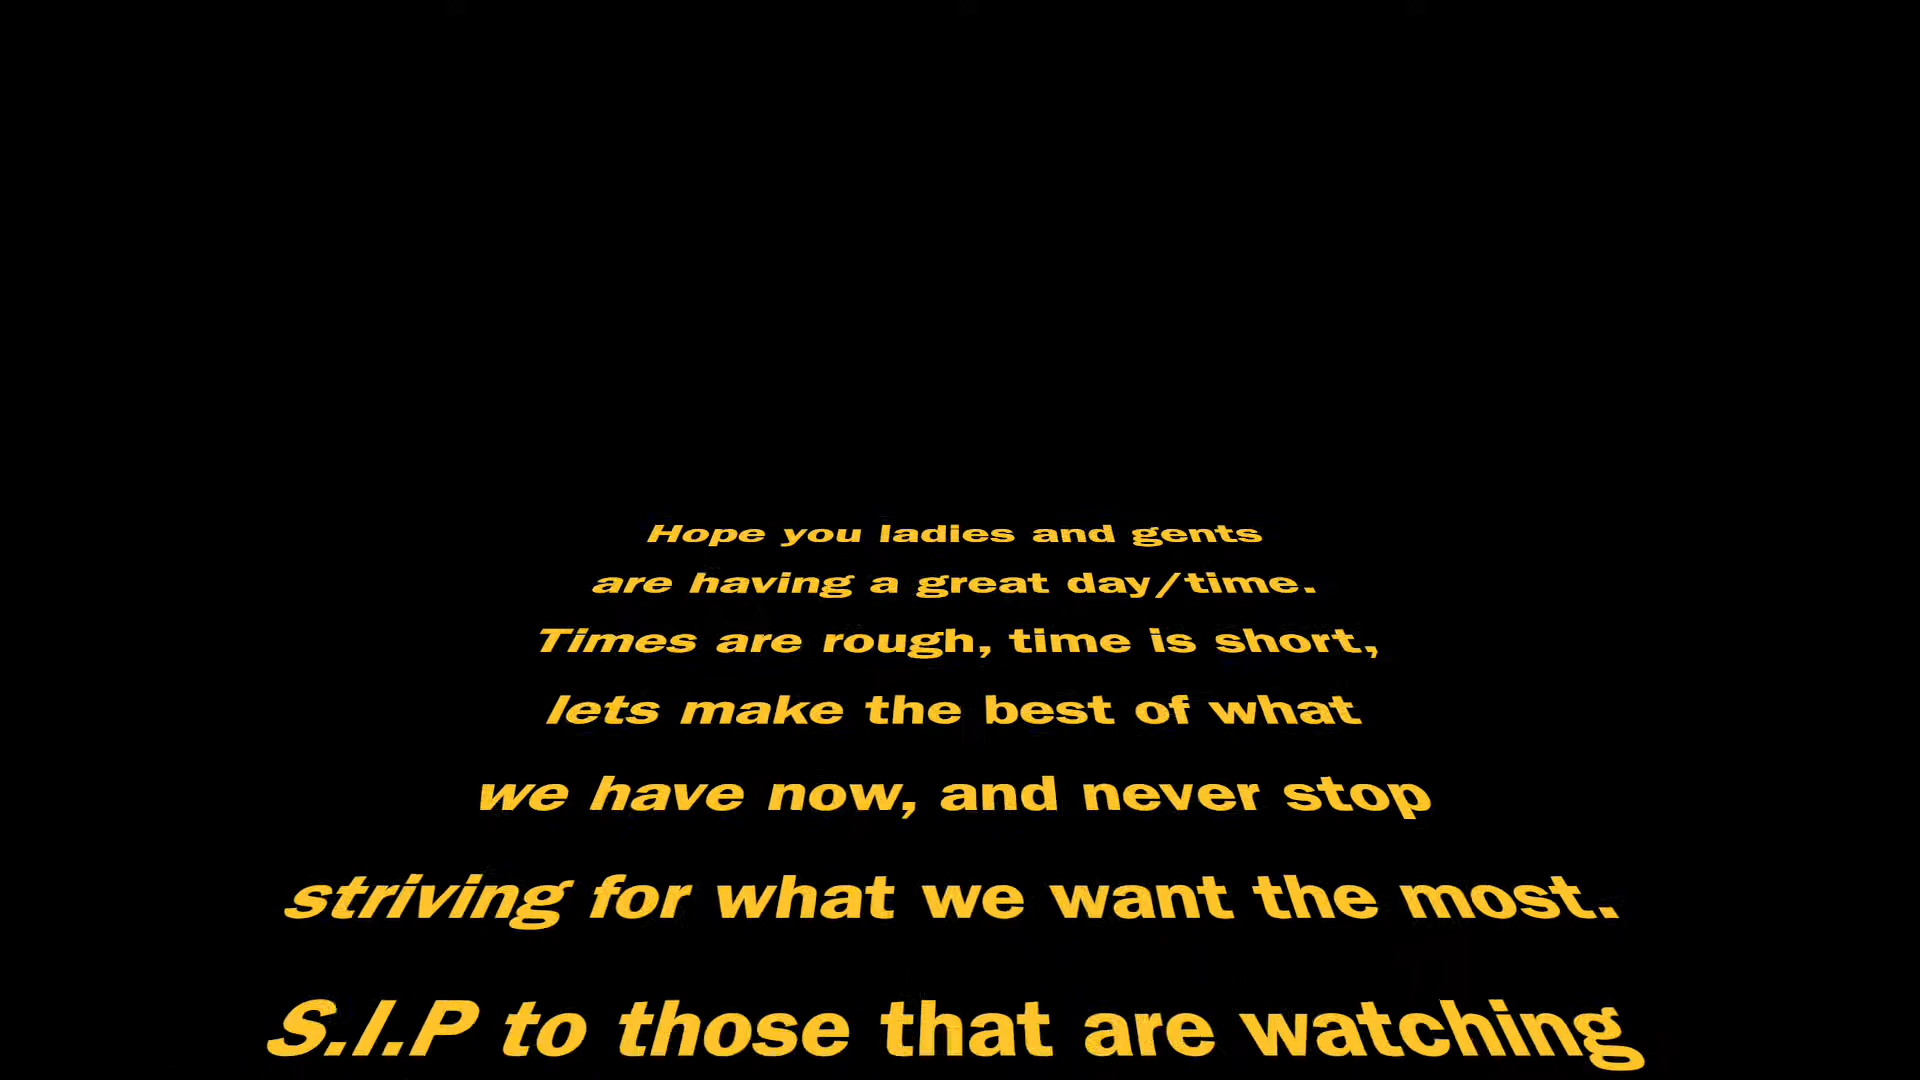 Hope you ladies and gents
are having a great day/time.
Times are rough, time is short,
lets make the best of what
we have now, and never stop
striving for what we want the most.
S.I.P to those that are watching